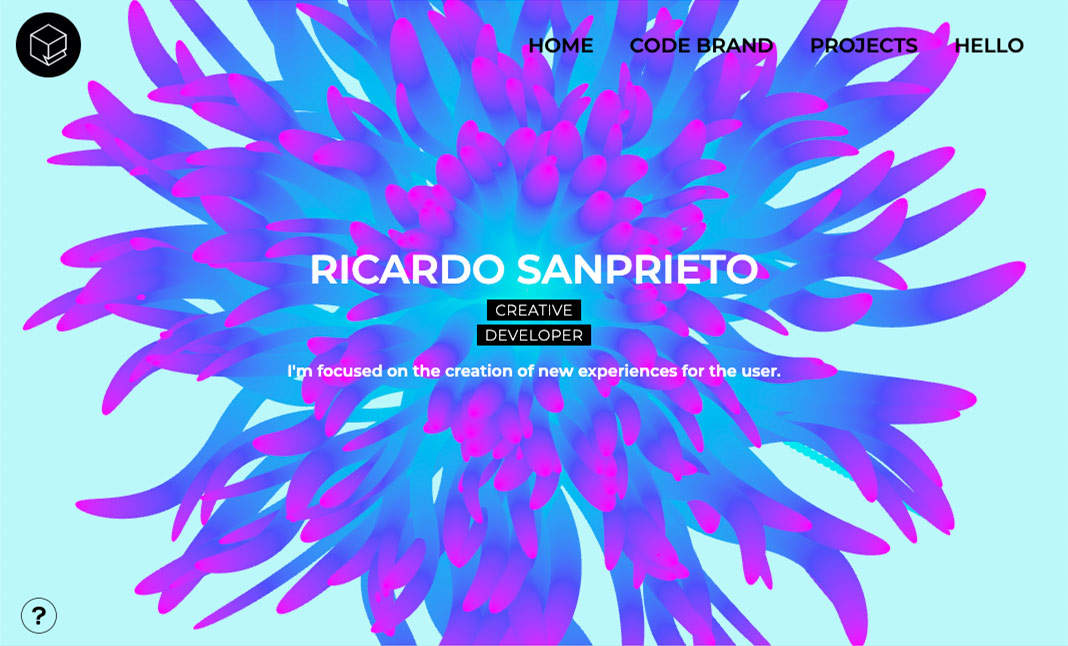 HOME CODE BRAND PROJECTS HELLO
RICARDO SANPRIETO
CREATIVE
DEVELOPER
I'm focused on the creation of new experiences for the user.
?